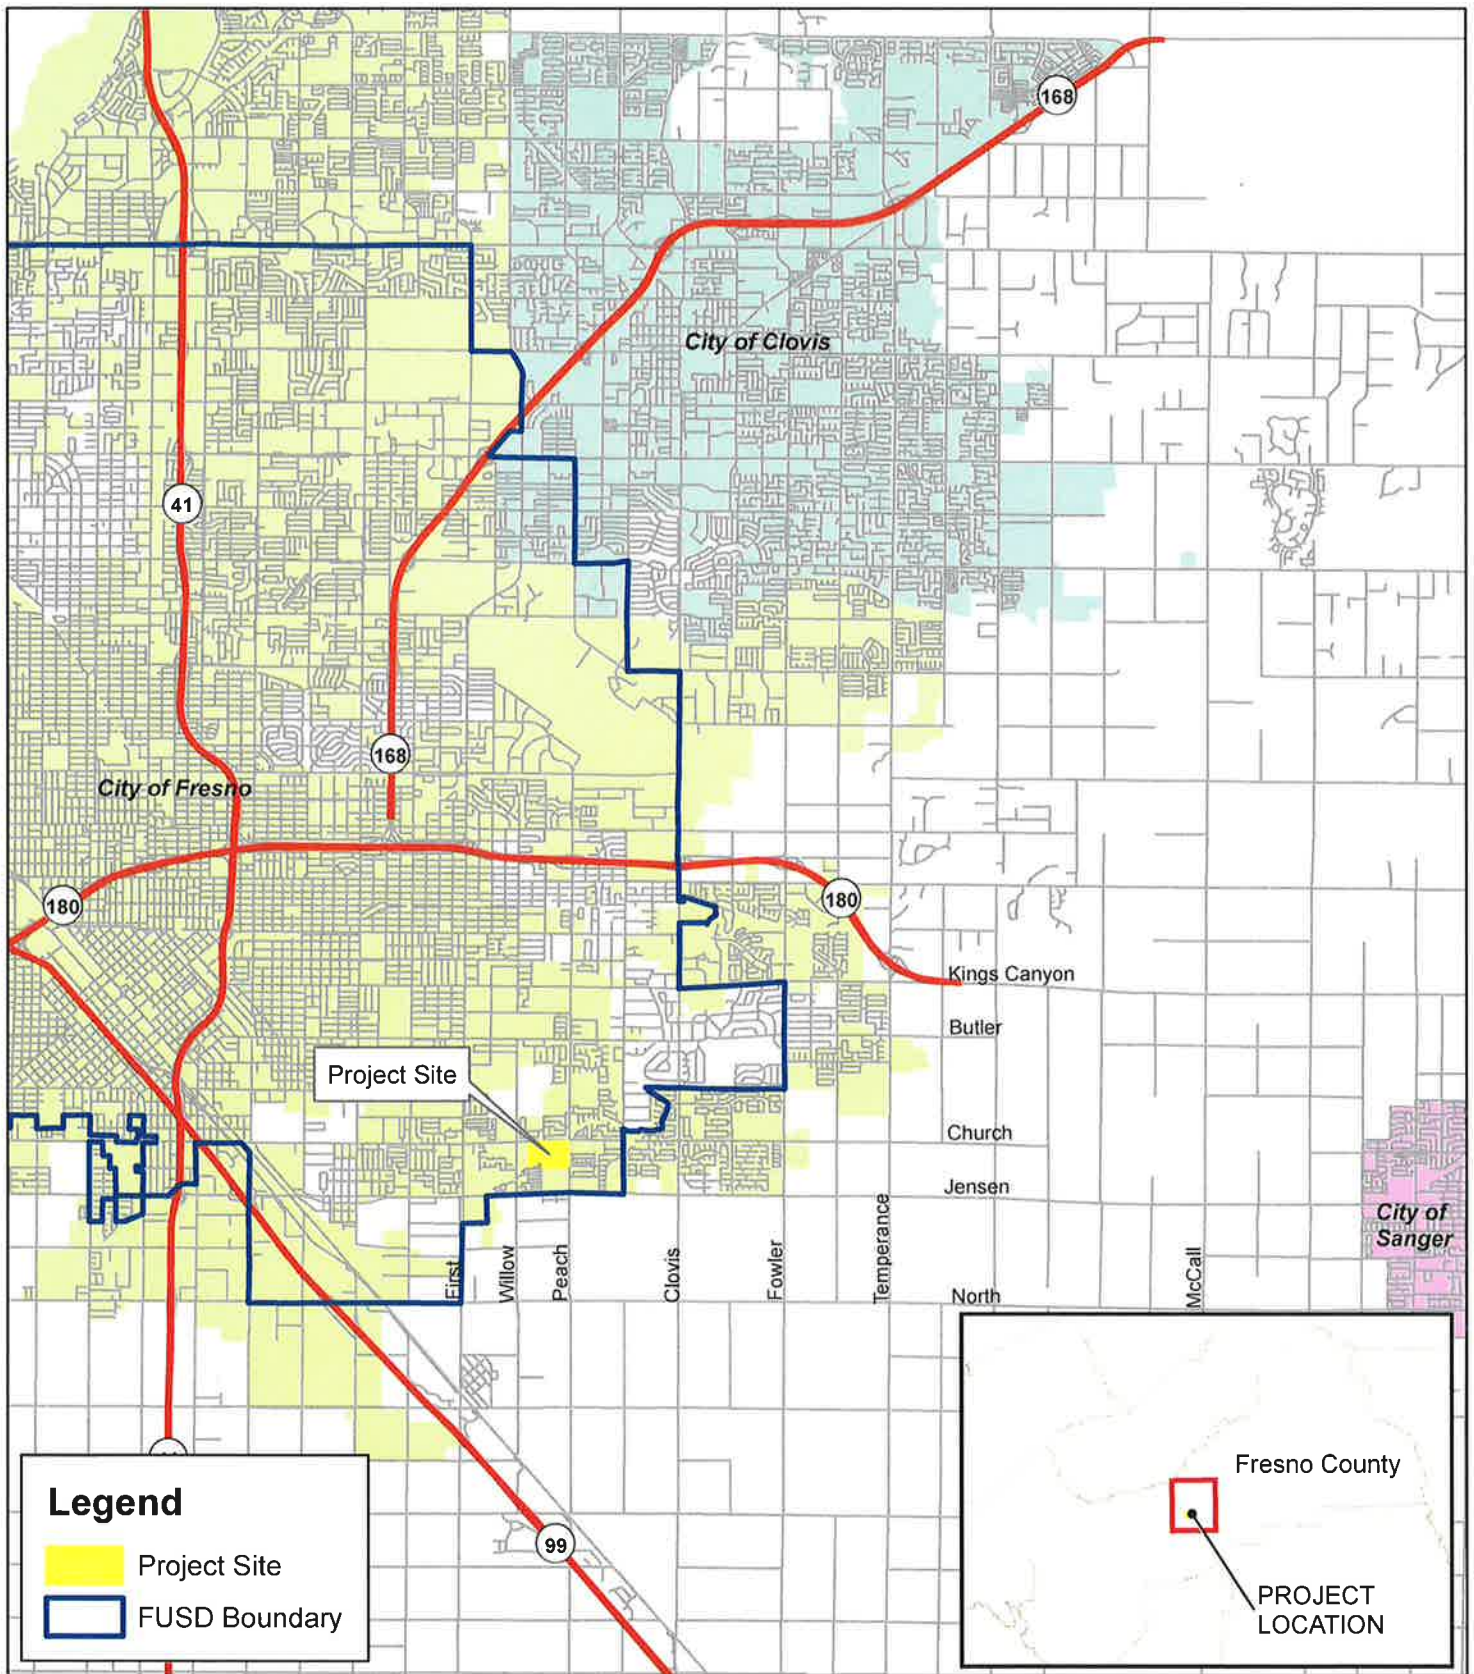 168
City of Clovis
41
168
City of Fresno
180
180
Kings Canyon
Butler
Project Site
Church
Jensen
City of
Sanger
First
Willow
Peach
Clovis
Fowler
Temperance
McCall
North
99
Legend
Project Site
FUSD Boundary
Fresno County
PROJECT
LOCATION